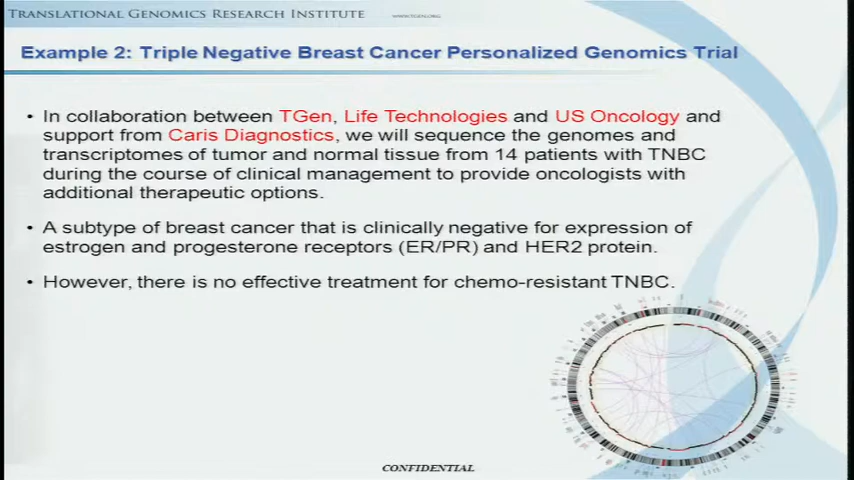 TRANSLATIONAL GENOMICS RESEARCH INSTITUTE
WWW.TGEN.ORG
Example 2: Triple Negative Breast Cancer Personalized Genomics Trial
• In collaboration between TGen, Life Technologies and US Oncology and
support from Caris Diagnostics, we will sequence the genomes and
transcriptomes of tumor and normal tissue from 14 patients with TNBC
during the course of clinical management to provide oncologists with
additional therapeutic options.
• A subtype of breast cancer that is clinically negative for expression of
estrogen and progesterone receptors (ER/PR) and HER2 protein.
• However, there is no effective treatment for chemo-resistant TNBC.
CONFIDENTIAL